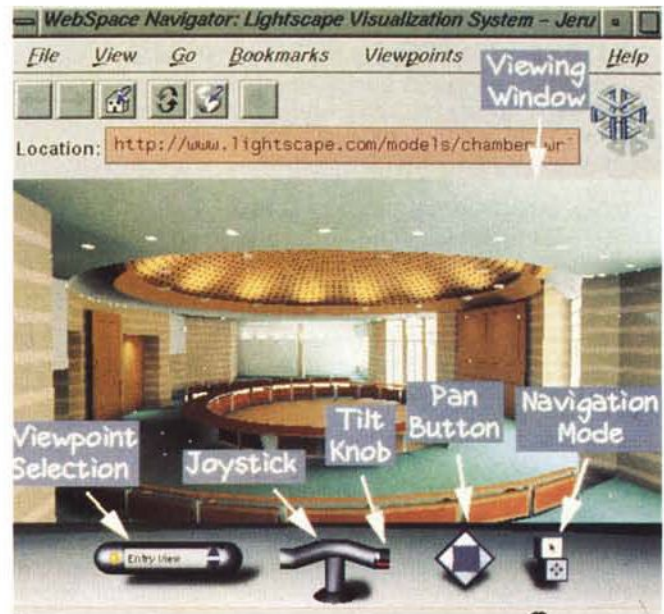 WebSpace Navigator: Lightscape Visualization System – Jeru
File View Go Bookmarks Viewpoints Help
Viewing
Window
Location: http://www.lightscape.com/models/chamber.wr
Viewpoint
Selection
Joystick
Tilt
Knob
Pan
Button
Navigation
Mode
Entry View